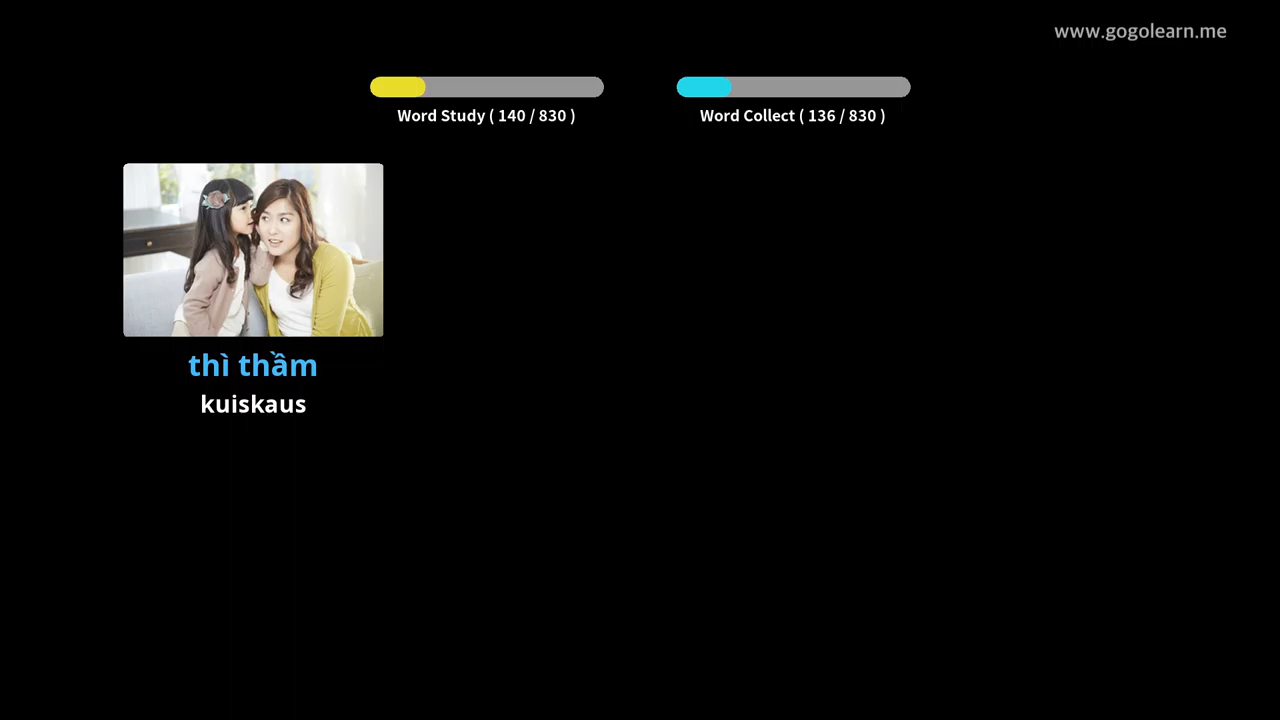 www.gogolearn.me
Word Study ( 140 / 830 )
Word Collect ( 136 / 830 )
thì thầm
kuiskaus